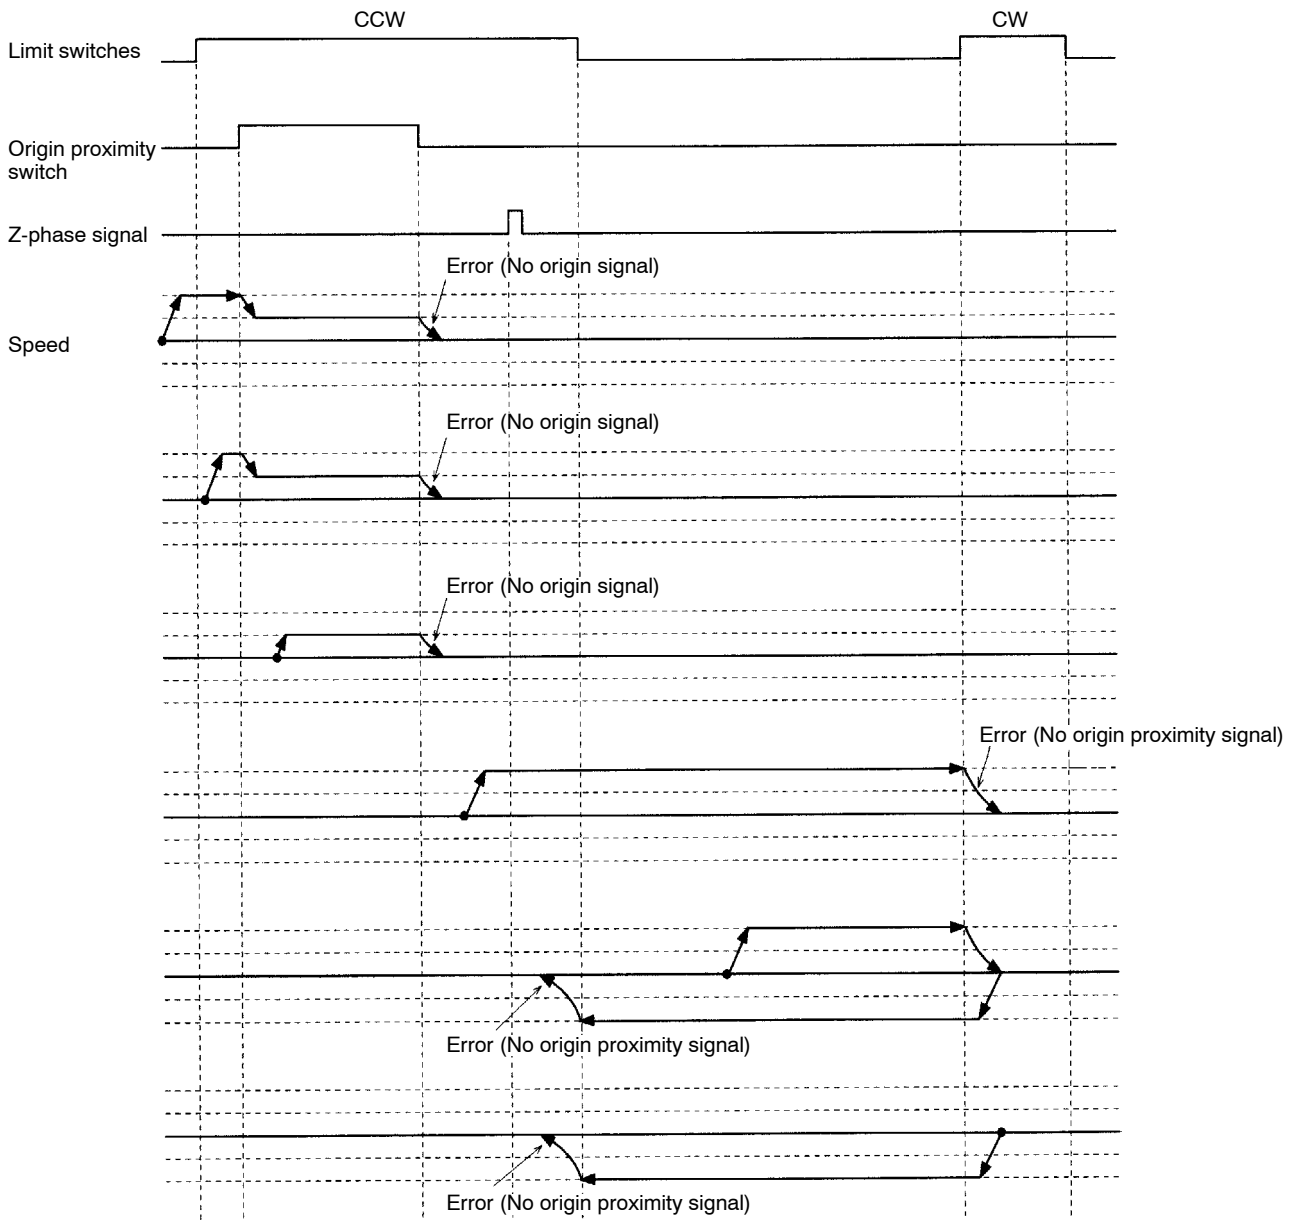 CCW
CW
Limit switches
Origin proximity
switch
Z-phase signal
Error (No origin signal)
Speed
Error (No origin signal)
Error (No origin signal)
Error (No origin proximity signal)
Error (No origin proximity signal)
Error (No origin proximity signal)